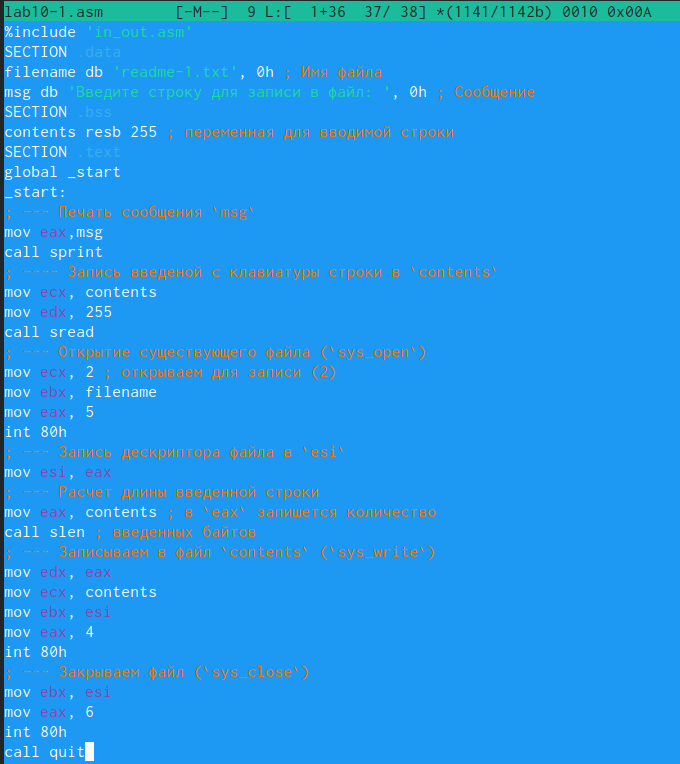 lab10-1.asm [-M--] 9 L:[ 1+36 37/ 38] *(1141/1142b) 0010 0x00A
%include 'in_out.asm'
SECTION .data
filename db 'readme-1.txt', 0h ; Имя файла
msg db 'Введите строку для записи в файл: ', 0h ; Сообщение
SECTION .bss
contents resb 255 ; переменная для вводимой строки
SECTION .text
global _start
_start:
; --- Печать сообщения `msg`
mov eax,msg
call sprint
; ---- Запись введеной с клавиатуры строки в `contents`
mov ecx, contents
mov edx, 255
call sread
; --- Открытие существующего файла (`sys_open`)
mov ecx, 2 ; открываем для записи (2)
mov ebx, filename
mov eax, 5
int 80h
; --- Запись дескриптора файла в `esi`
mov esi, eax
; --- Расчет длины введенной строки
mov eax, contents ; в `eax` запишется количество
call slen ; введенных байтов
; --- Записываем в файл `contents` (`sys_write`)
mov edx, eax
mov ecx, contents
mov ebx, esi
mov eax, 4
int 80h
; --- Закрываем файл (`sys_close`)
mov ebx, esi
mov eax, 6
int 80h
call quit